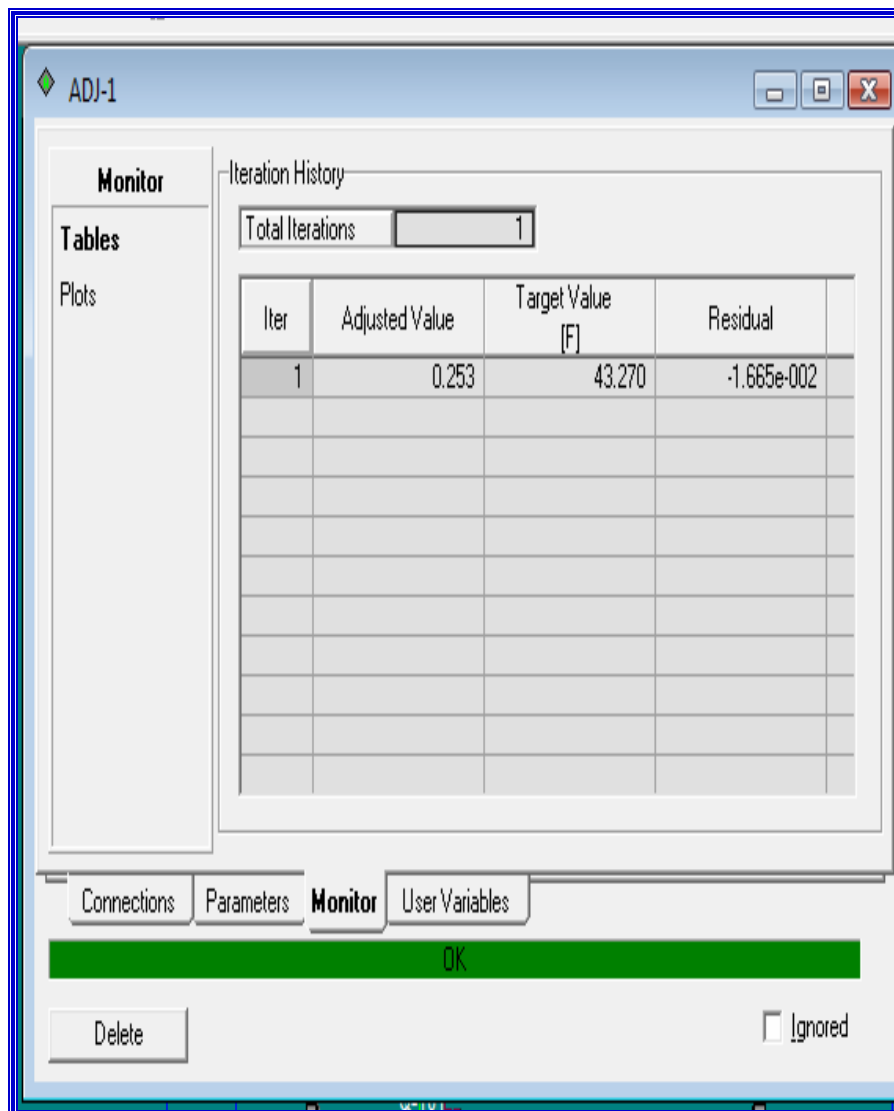 ADJ-1
Monitor
Tables
Plots
Iteration History
Total Iterations 1
Iter Adjusted Value Target Value [F] Residual
1 0.253 43.270 -1.665e-002
Connections Parameters Monitor User Variables
OK
Delete Ignored